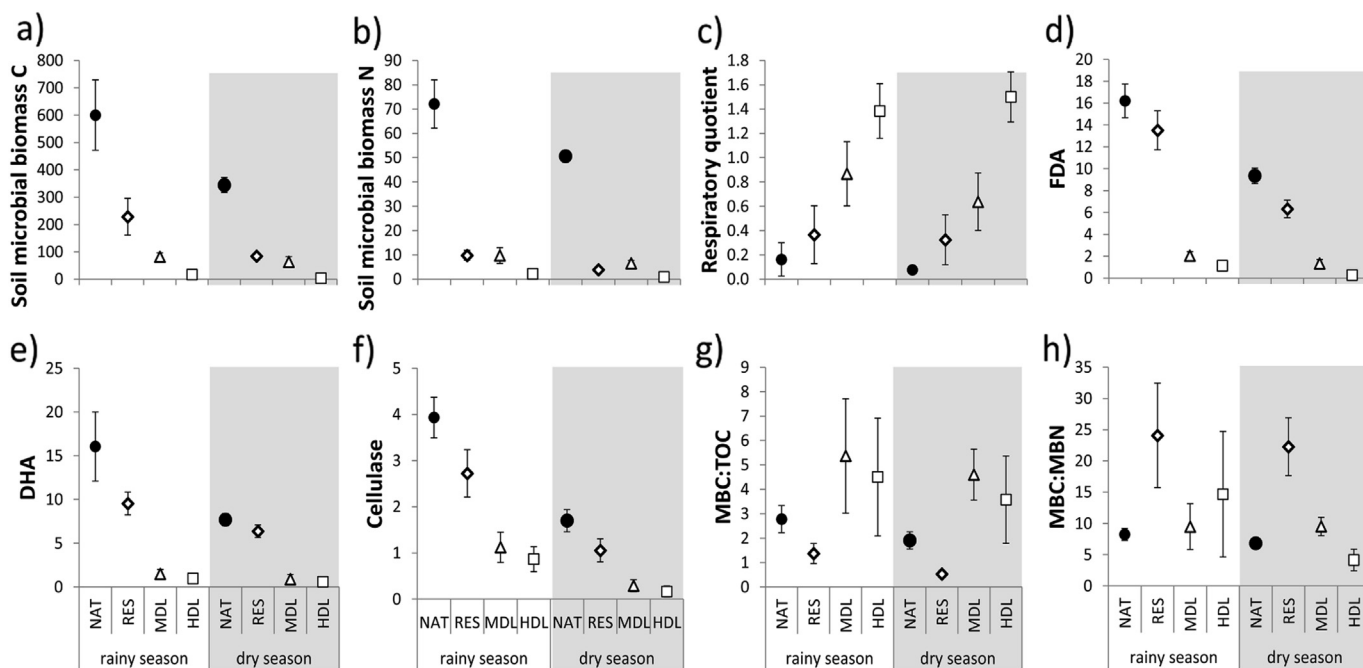 a)
Soil microbial biomass C
800
700
600
500
400
300
200
100
0
b)
Soil microbial biomass N
90
80
70
60
50
40
30
20
10
0
c)
Respiratory quotient
1.8
1.6
1.4
1.2
1.0
0.8
0.6
0.4
0.2
0.0
d)
FDA
20
18
16
14
12
10
8
6
4
2
0
e)
DHA
25
20
15
10
5
0
NAT RES MDL HDL NAT RES MDL HDL
rainy season dry season
f)
Cellulase
5
4
3
2
1
0
NAT RES MDL HDL NAT RES MDL HDL
rainy season dry season
g)
MBC:TOC
9
8
7
6
5
4
3
2
1
0
NAT RES MDL HDL NAT RES MDL HDL
rainy season dry season
h)
MBC:MBN
35
30
25
20
15
10
5
0
NAT RES MDL HDL NAT RES MDL HDL
rainy season dry season